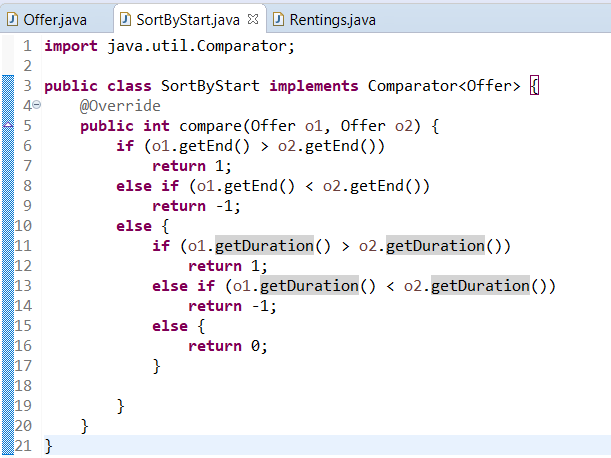 Offer.java SortByStart.java Rentings.java
1 import java.util.Comparator;
2
3 public class SortByStart implements Comparator<Offer> {
4 @Override
5 public int compare(Offer o1, Offer o2) {
6 if (o1.getEnd() > o2.getEnd())
7 return 1;
8 else if (o1.getEnd() < o2.getEnd())
9 return -1;
10 else {
11 if (o1.getDuration() > o2.getDuration())
12 return 1;
13 else if (o1.getDuration() < o2.getDuration())
14 return -1;
15 else {
16 return 0;
17 }
18
19 }
20 }
21 }